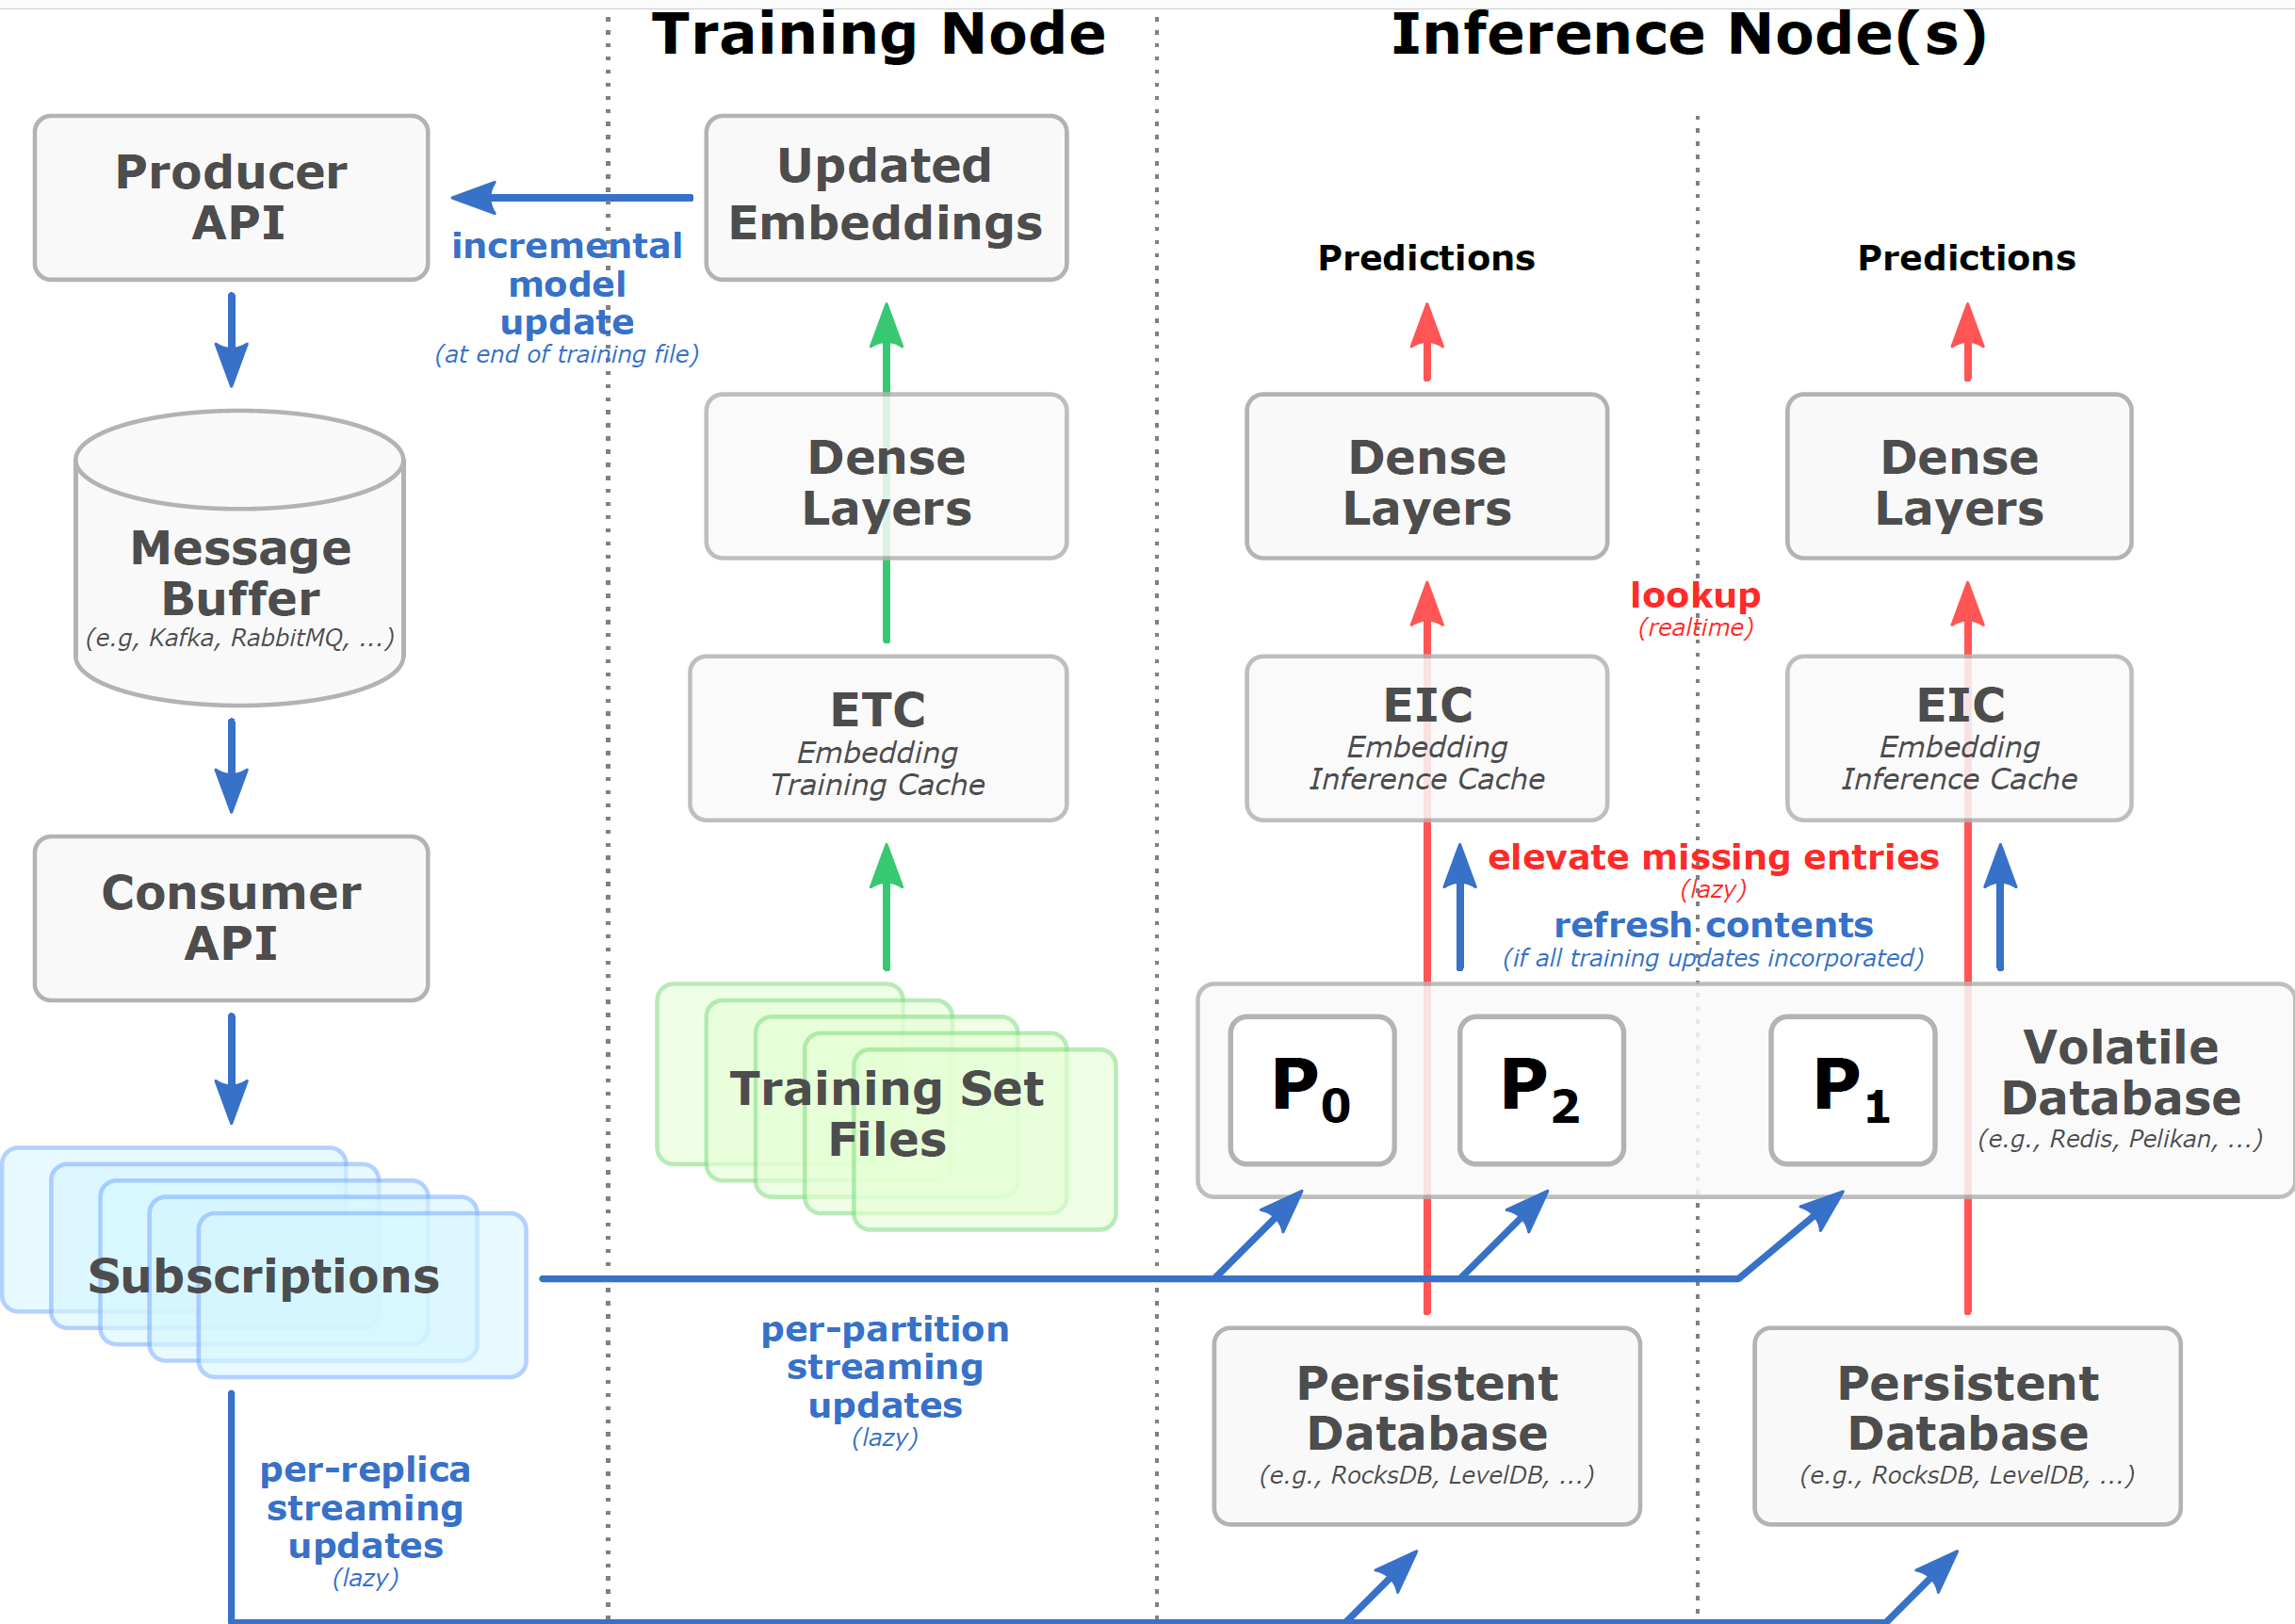 Training Node
Inference Node(s)
Producer
API
incremental
model
update
(at end of training file)
Updated
Embeddings
Predictions
Predictions
Message
Buffer
(e.g, Kafka, RabbitMQ, ...)
Dense
Layers
Dense
Layers
Dense
Layers
lookup
(realtime)
ETC
Embedding
Training Cache
EIC
Embedding
Inference Cache
EIC
Embedding
Inference Cache
Consumer
API
elevate missing entries
(lazy)
refresh contents
(if all training updates incorporated)
Training Set
Files
P0
P2
P1
Volatile
Database
(e.g., Redis, Pelikan, ...)
Subscriptions
per-partition
streaming
updates
(lazy)
Persistent
Database
(e.g., RocksDB, LevelDB, ...)
Persistent
Database
(e.g., RocksDB, LevelDB, ...)
per-replica
streaming
updates
(lazy)